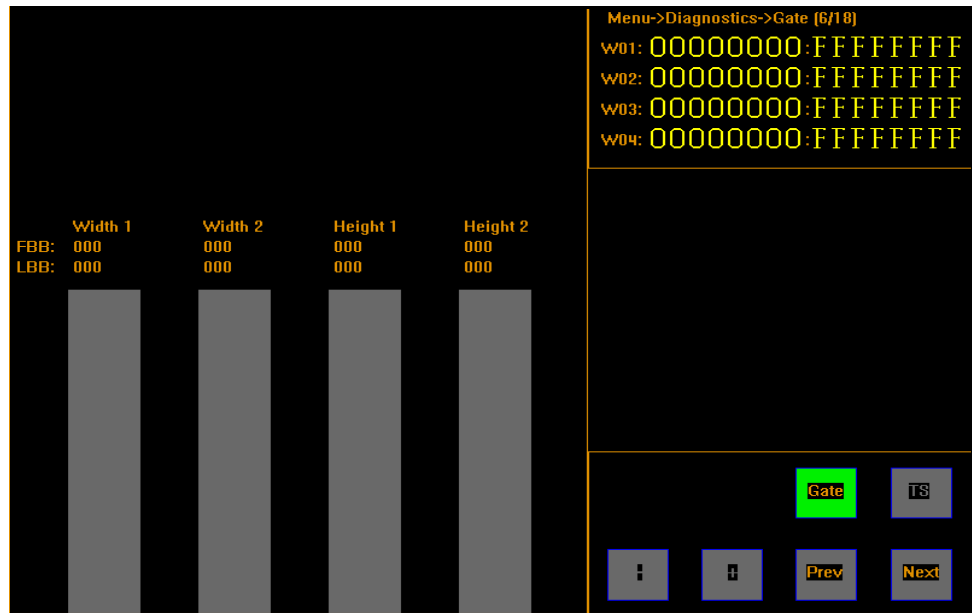 Menu->Diagnostics->Gate (6/18)
W01: 00000000:FFFFFFFF
W02: 00000000:FFFFFFFF
W03: 00000000:FFFFFFFF
W04: 00000000:FFFFFFFF
Width 1 Width 2 Height 1 Height 2
FBB: 000 000 000 000
LBB: 000 000 000 000
Gate TS
Prev Next